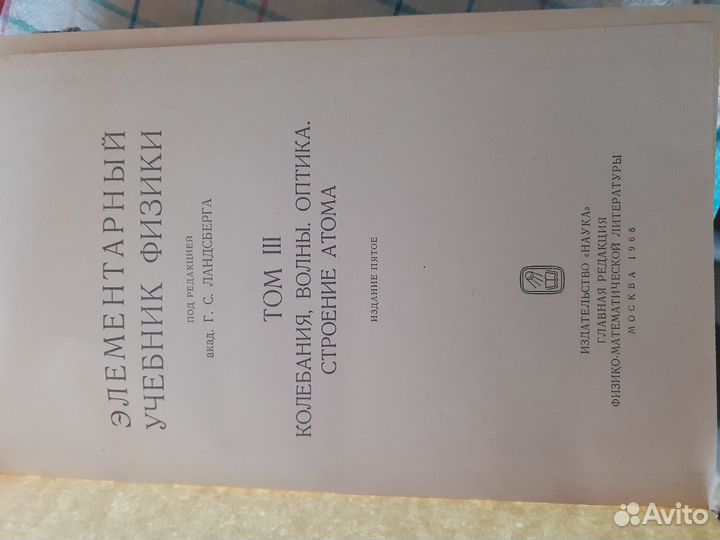 ЭЛЕМЕНТАРНЫЙ
УЧЕБНИК ФИЗИКИ
ПОД РЕДАКЦИЕЙ
акад. Г. С. ЛАНДСБЕРГА
ТОМ III
КОЛЕБАНИЯ, ВОЛНЫ. ОПТИКА.
СТРОЕНИЕ АТОМА
ИЗДАНИЕ ПЯТОЕ
ИЗДАТЕЛЬСТВО «НАУКА»
ГЛАВНАЯ РЕДАКЦИЯ
ФИЗИКО-МАТЕМАТИЧЕСКОЙ ЛИТЕРАТУРЫ
МОСКВА 1968
Avito